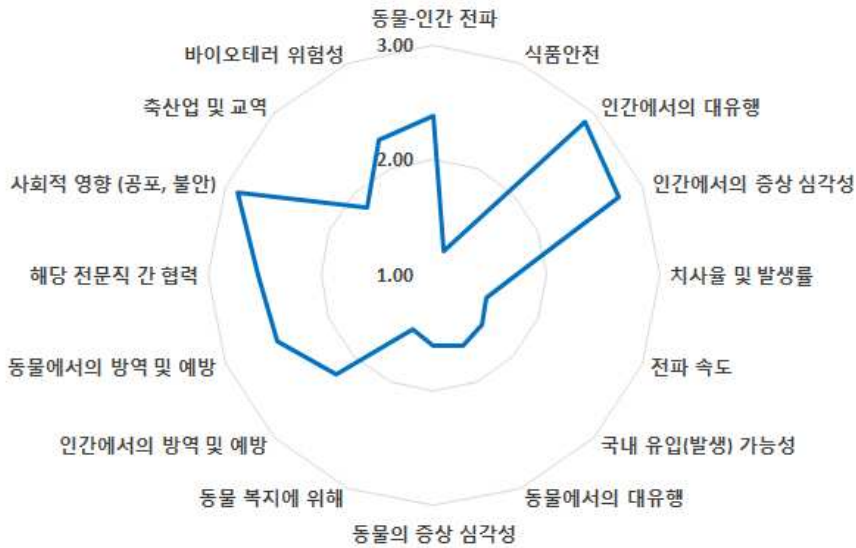 동물-인간 전파
3.00
바이오테러 위험성
식품안전
축산업 및 교역
인간에서의 대유행
2.00
사회적 영향 (공포, 불안)
인간에서의 증상 심각성
해당 전문직 간 협력
1.00
치사율 및 발생률
동물에서의 방역 및 예방
전파 속도
인간에서의 방역 및 예방
국내 유입(발생) 가능성
동물 복지에 위해
동물에서의 대유행
동물의 증상 심각성